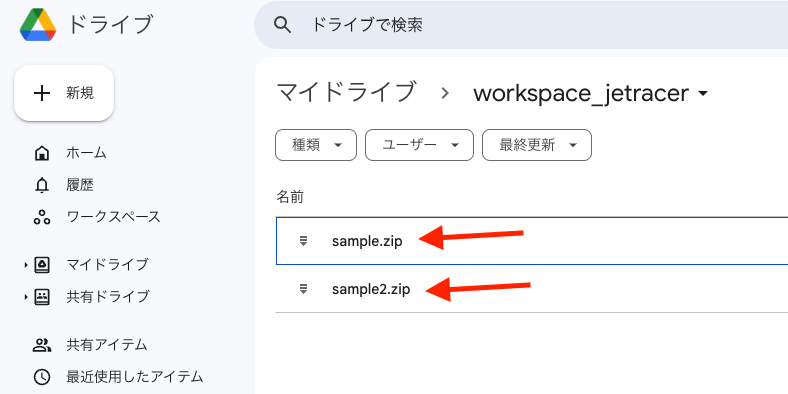 ドライブ
ドライブで検索
新規
ホーム
履歴
ワークスペース
マイドライブ
共有ドライブ
共有アイテム
最近使用したアイテム
マイドライブ > workspace_jetracer
種類 ユーザー 最終更新
名前
sample.zip
sample2.zip